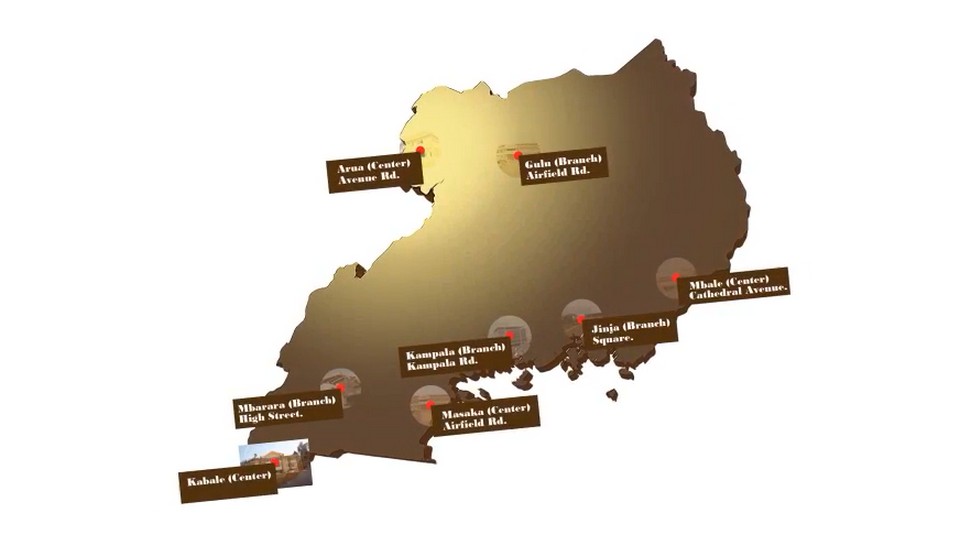 Arua (Center)
Avenue Rd.
Gulu (Branch)
Airfield Rd.
Mbale (Center)
Cathedral Avenue.
Jinja (Branch)
Square.
Kampala (Branch)
Kampala Rd.
Mbarara (Branch)
High Street.
Masaka (Center)
Airfield Rd.
Kabale (Center)